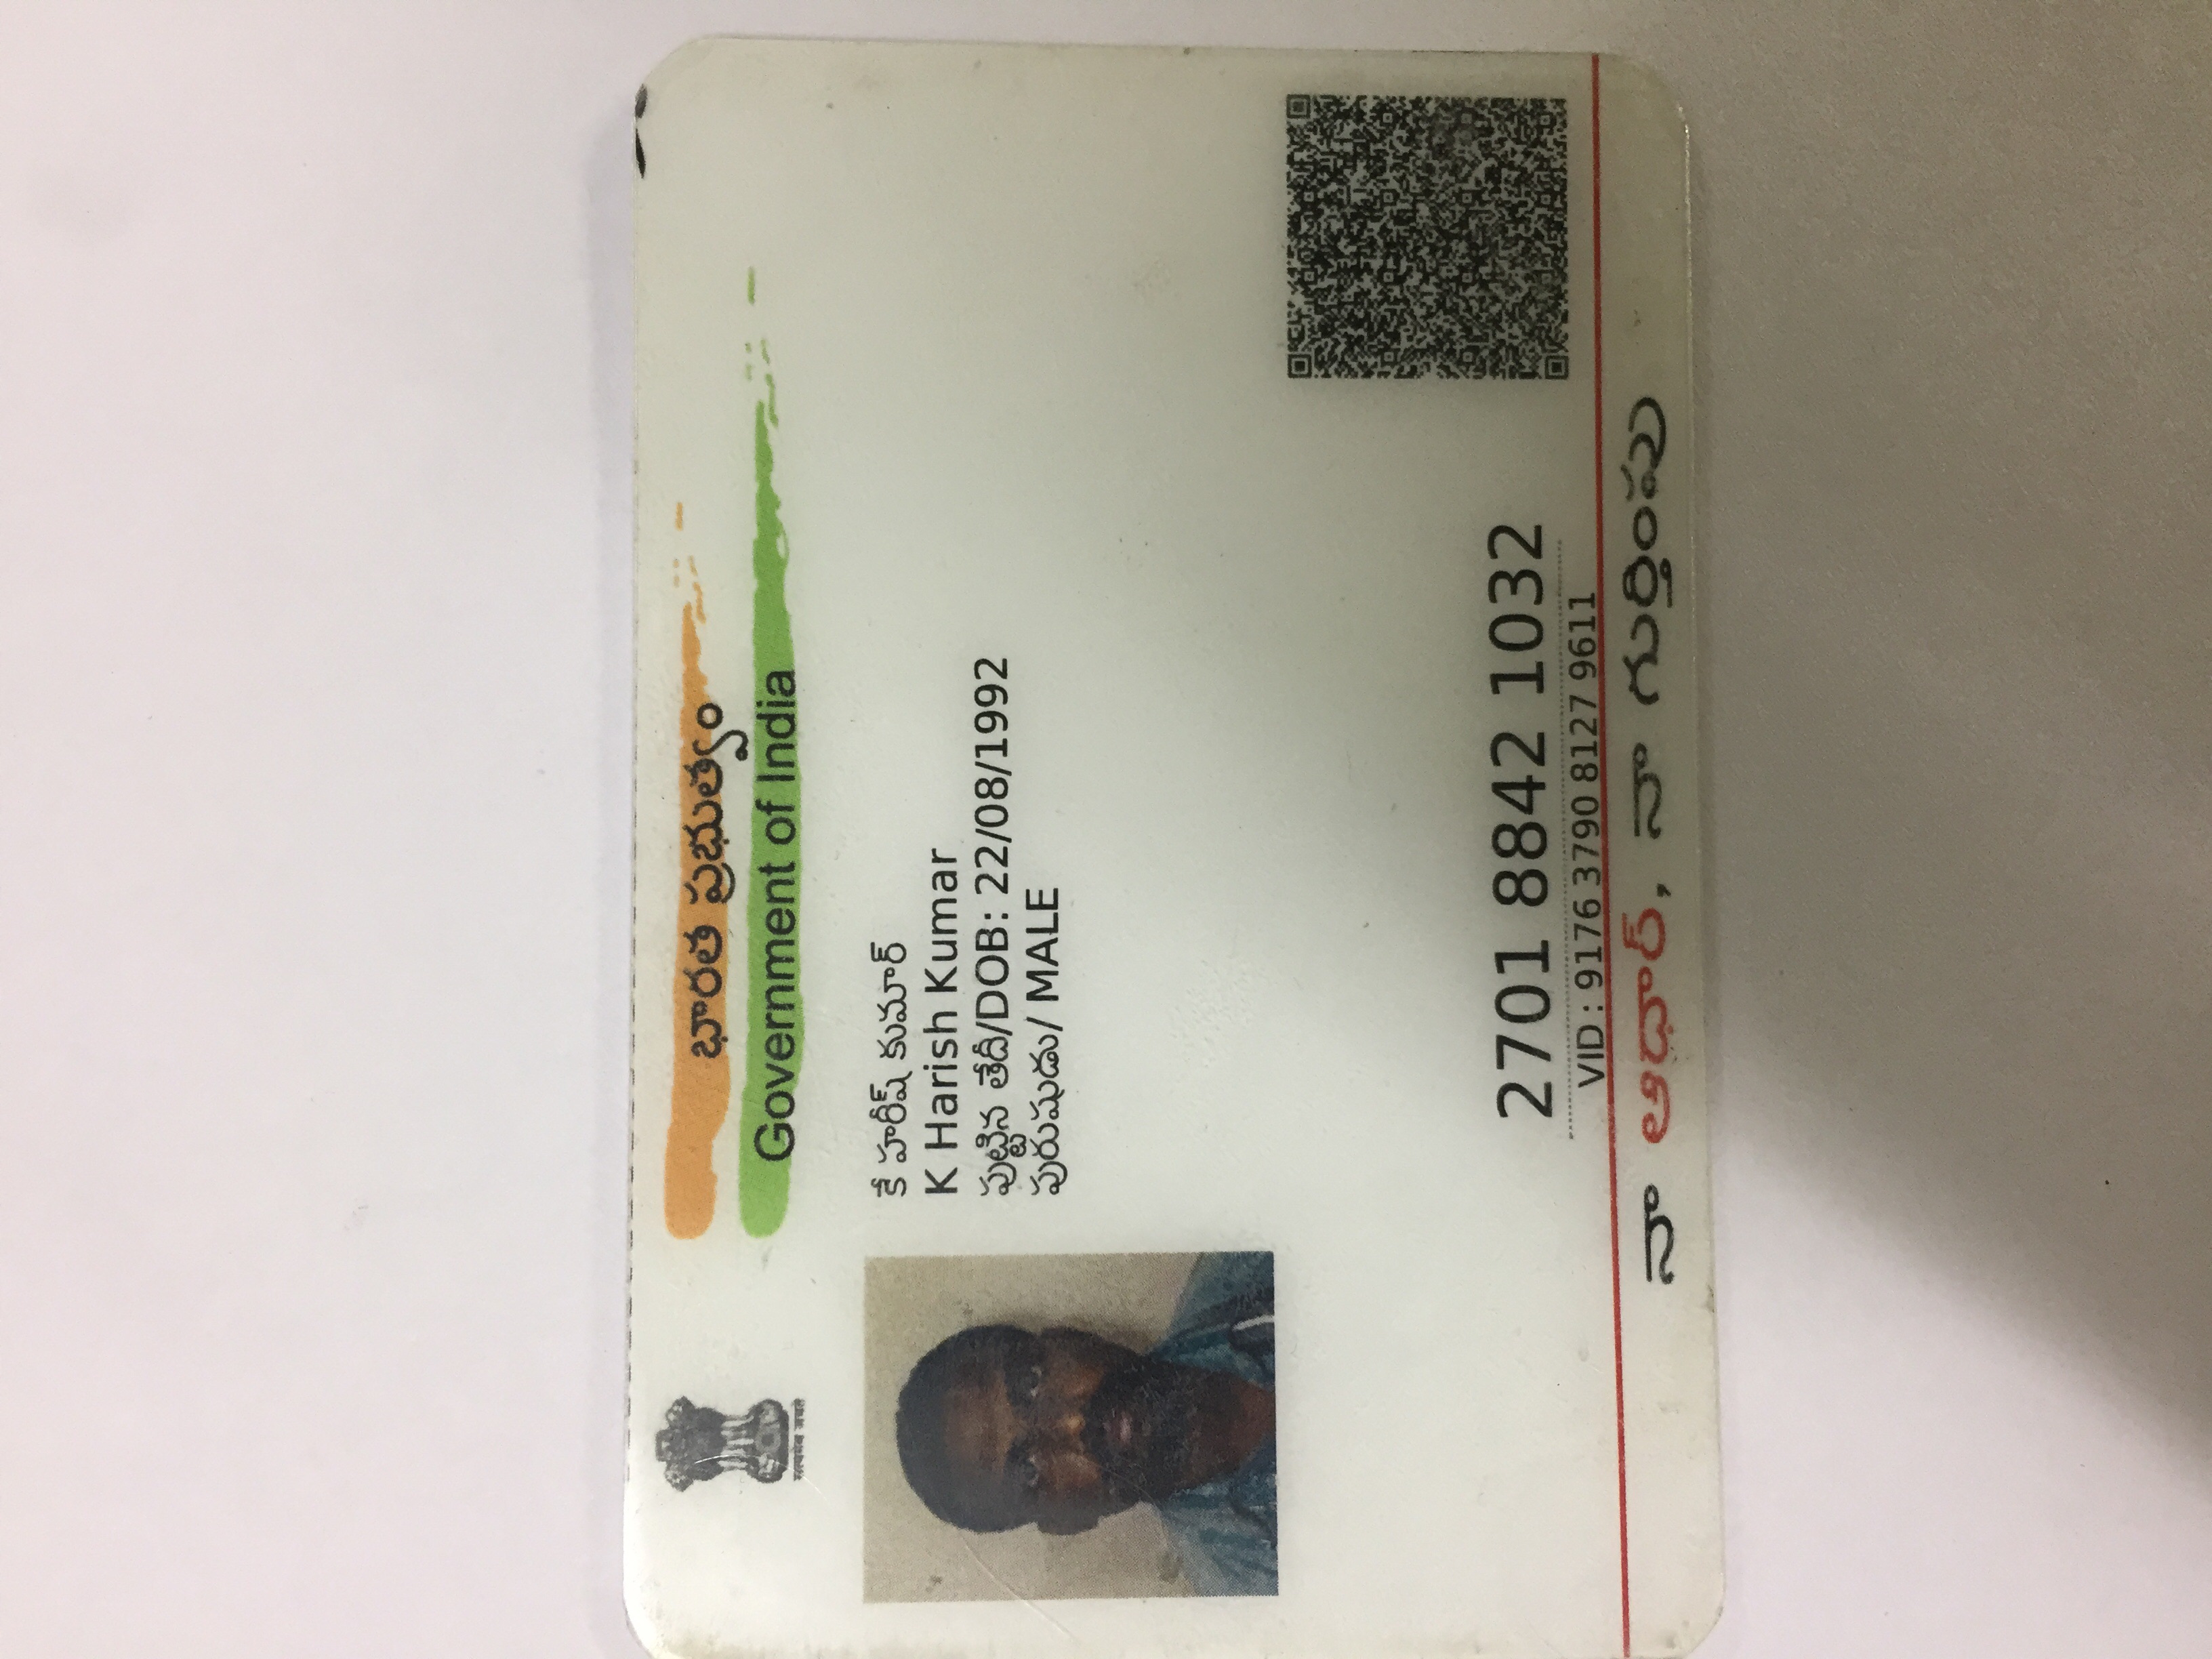 భారత ప్రభుత్వం
Government of India
सत्यमेव जयते
కే హరీష్ కుమార్
K Harish Kumar
పుట్టిన తేదీ/DOB: 22/08/1992
పురుషుడు/ MALE
2701 8842 1032
VID : 9176 3790 8127 9611
నా ఆధార్, నా గుర్తింపు